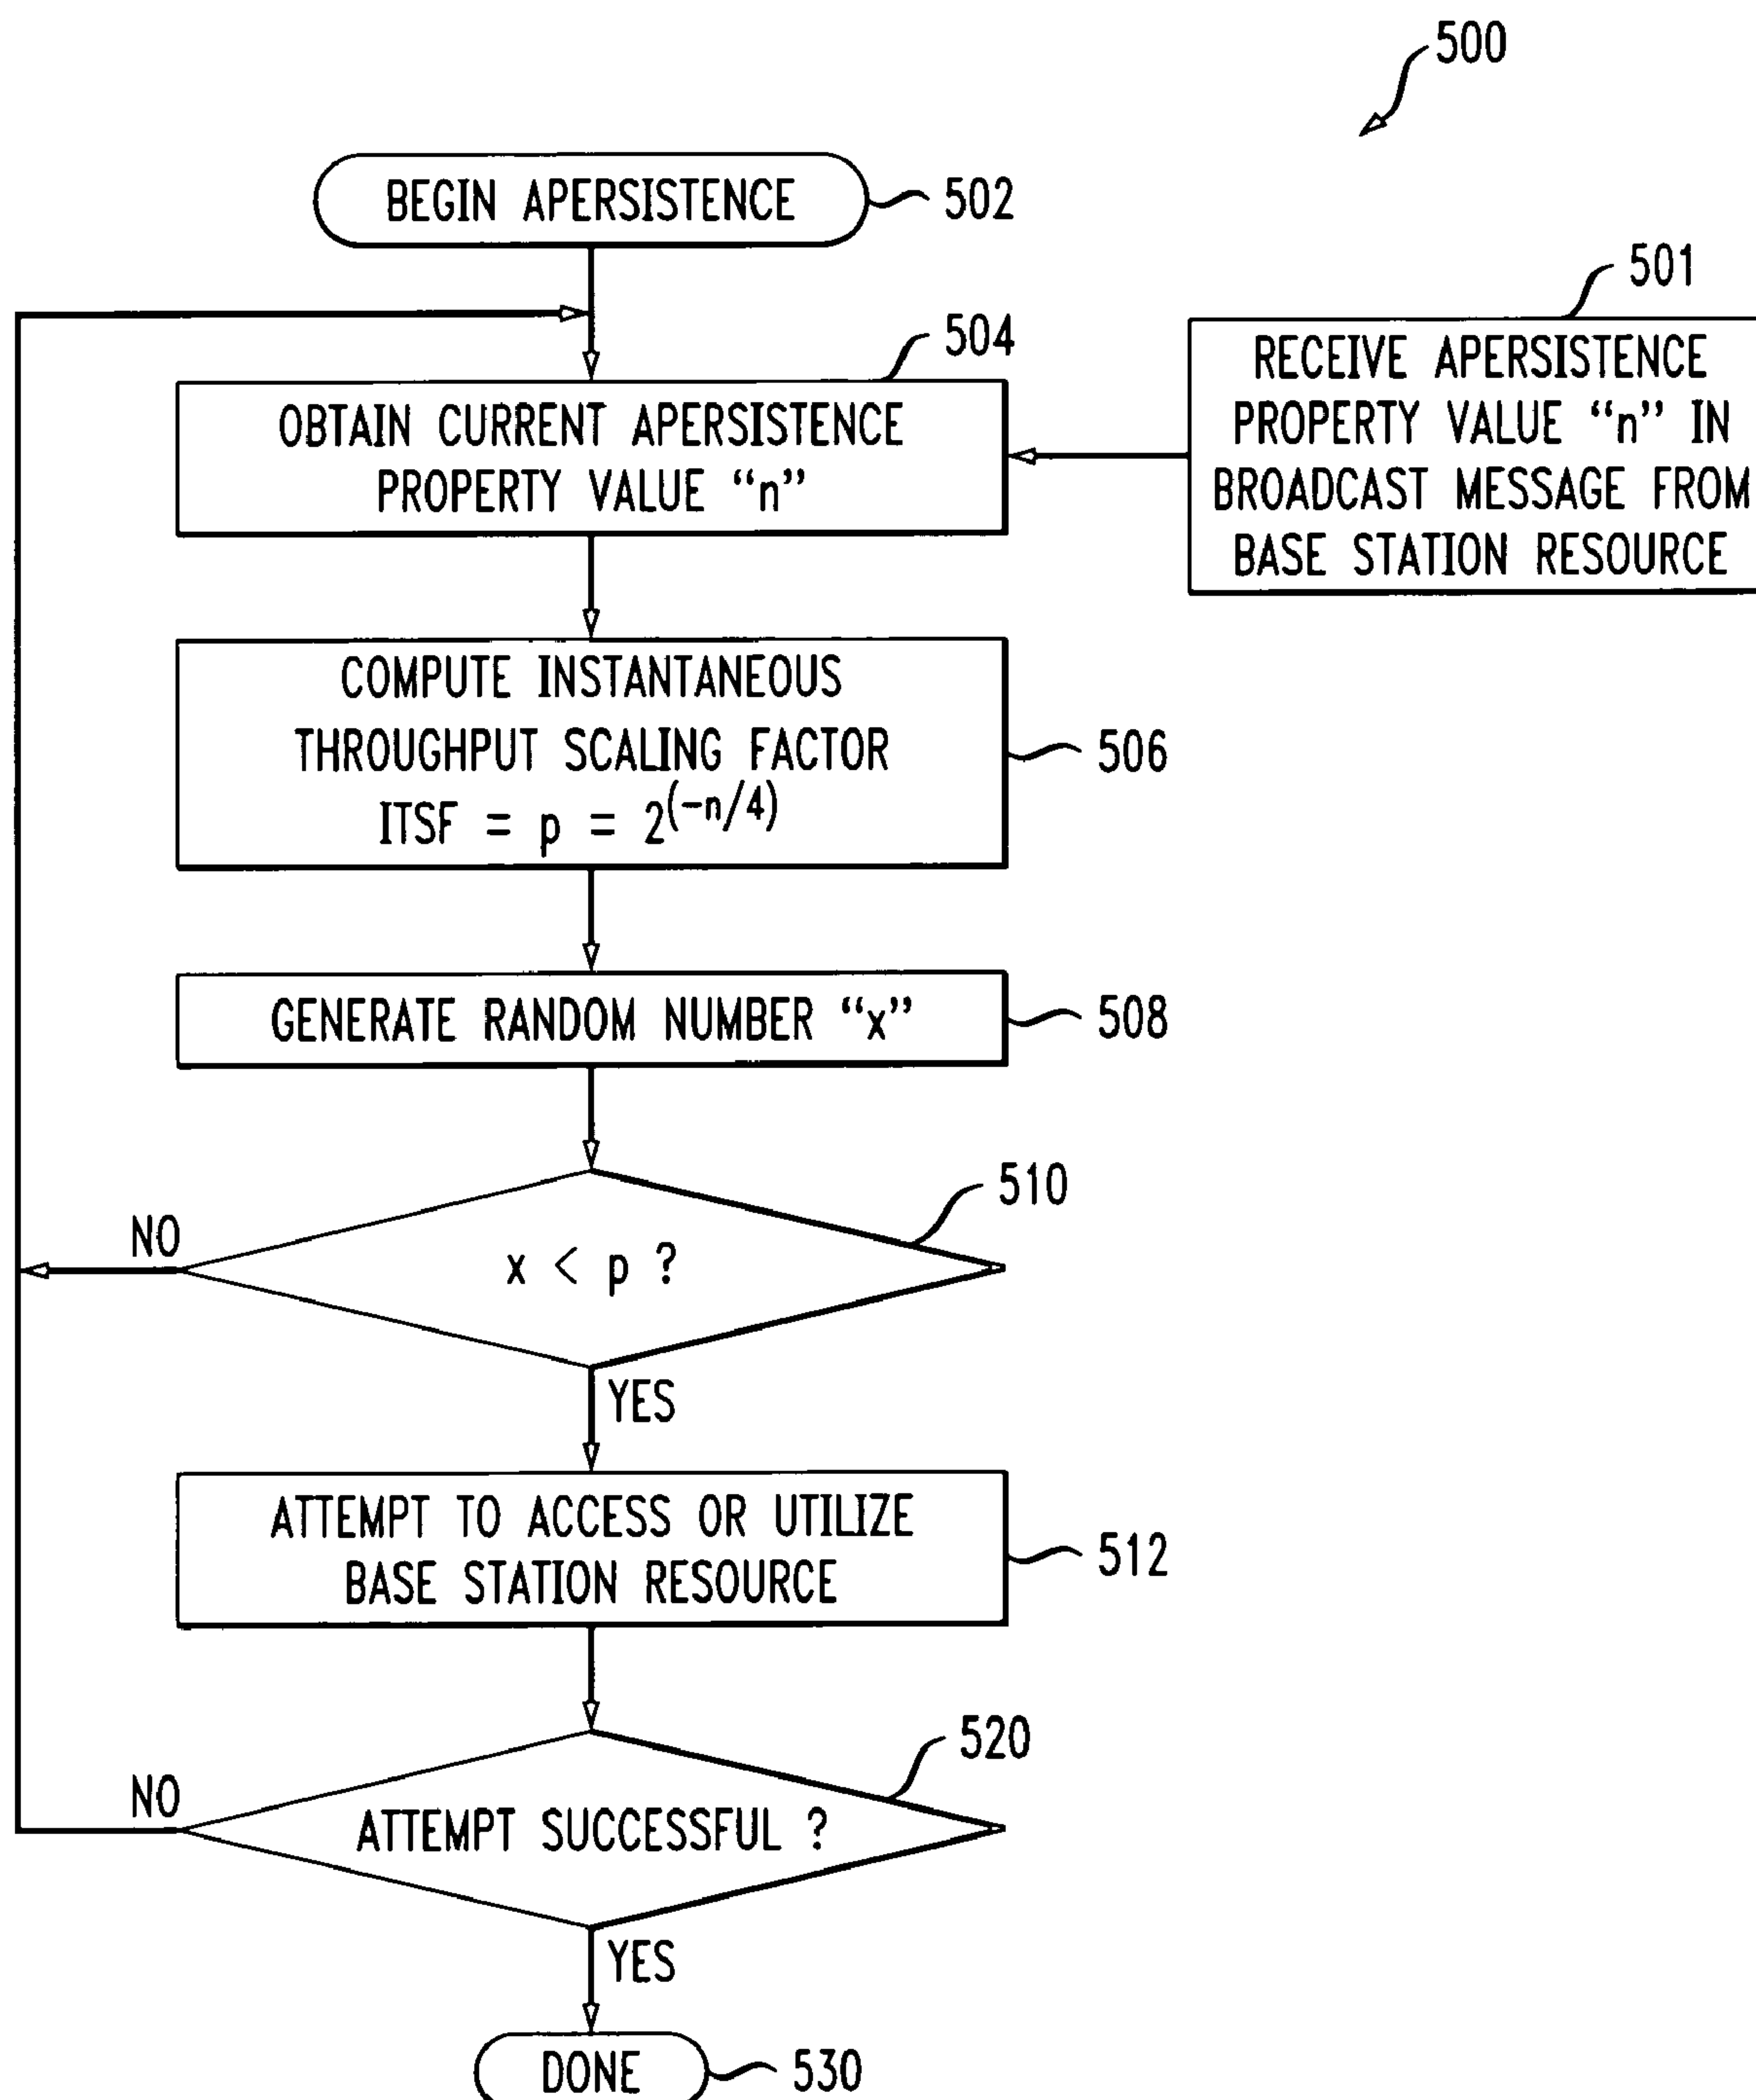 500
BEGIN APERSISTENCE
502
501
RECEIVE APERSISTENCE
PROPERTY VALUE “n” IN
BROADCAST MESSAGE FROM
BASE STATION RESOURCE
504
OBTAIN CURRENT APERSISTENCE
PROPERTY VALUE “n”
COMPUTE INSTANTANEOUS
THROUGHPUT SCALING FACTOR
ITSF = p = 2^(-n/4)
506
GENERATE RANDOM NUMBER “x”
508
510
NO
x < p ?
YES
ATTEMPT TO ACCESS OR UTILIZE
BASE STATION RESOURCE
512
520
NO
ATTEMPT SUCCESSFUL ?
YES
DONE
530